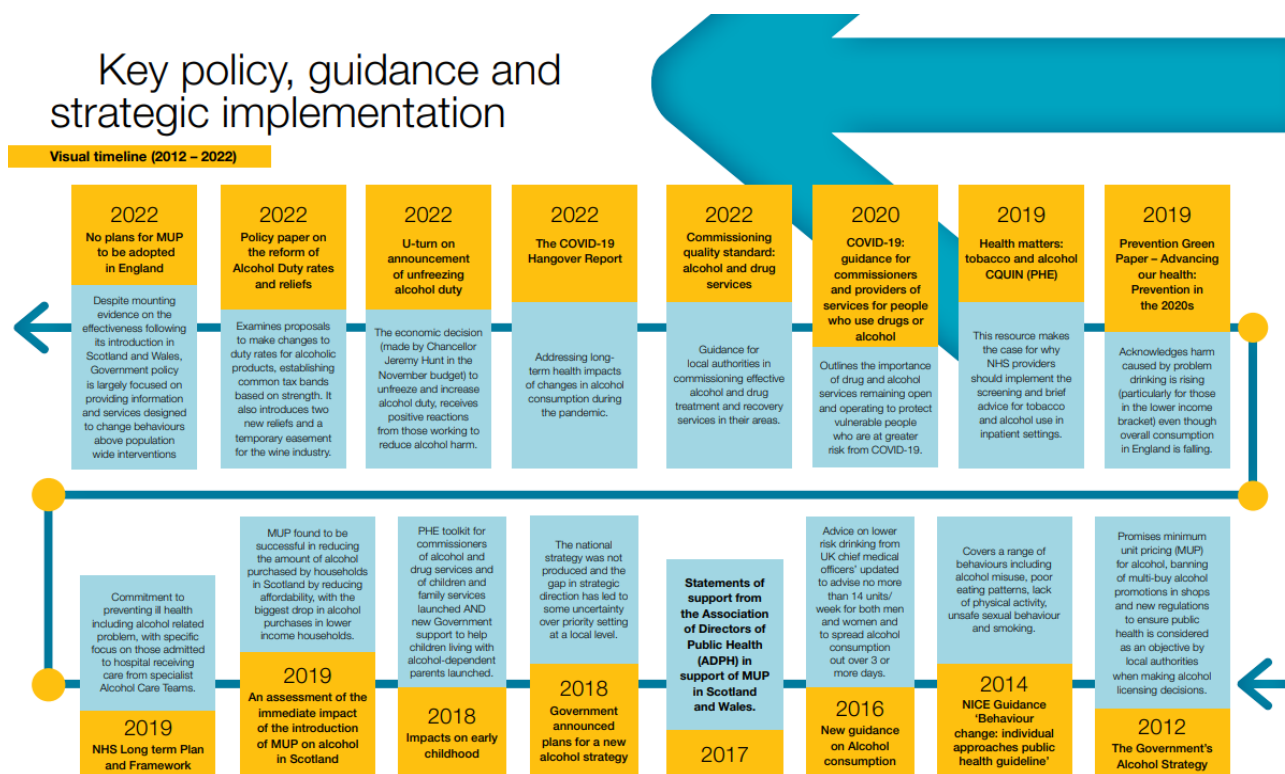 Key policy, guidance and
strategic implementation
Visual timeline (2012 – 2022)
2022
No plans for MUP
to be adopted
in England
Despite mounting
evidence on the
effectiveness following
its introduction in
Scotland and Wales,
Government policy
is largely focused on
providing information
and services designed
to change behaviours
above population
wide interventions
2022
Policy paper on
the reform of
Alcohol Duty rates
and reliefs
Examines proposals
to make changes to
duty rates for alcoholic
products, establishing
common tax bands
based on strength. It
also introduces two
new reliefs and a
temporary easement
for the wine industry.
2022
U-turn on
announcement
of unfreezing
alcohol duty
The economic decision
(made by Chancellor
Jeremy Hunt in the
November budget) to
unfreeze and increase
alcohol duty, receives
positive reactions
from those working to
reduce alcohol harm.
2022
The COVID-19
Hangover Report
Addressing long-
term health impacts
of changes in alcohol
consumption during
the pandemic.
2022
Commissioning
quality standard:
alcohol and drug
services
Guidance for
local authorities in
commissioning effective
alcohol and drug
treatment and recovery
services in their areas.
2020
COVID-19:
guidance for
commissioners
and providers of
services for people
who use drugs or
alcohol
Outlines the importance
of drug and alcohol
services remaining open
and operating to protect
vulnerable people
who are at greater
risk from COVID-19.
2019
Health matters:
tobacco and alcohol
CQUIN (PHE)
This resource makes
the case for why
NHS providers
should implement the
screening and brief
advice for tobacco
and alcohol use in
inpatient settings.
2019
Prevention Green
Paper – Advancing
our health:
Prevention in
the 2020s
Acknowledges harm
caused by problem
drinking is rising
(particularly for those
in the lower income
bracket) even though
overall consumption
in England is falling.
Commitment to
preventing ill health
including alcohol related
problem, with specific
focus on those admitted
to hospital receiving
care from specialist
Alcohol Care Teams.
2019
NHS Long term Plan
and Framework
MUP found to be
successful in reducing
the amount of alcohol
purchased by households
in Scotland by reducing
affordability, with the
biggest drop in alcohol
purchases in lower
income households.
2019
An assessment of the
immediate impact
of the introduction
of MUP on alcohol
in Scotland
PHE toolkit for
commissioners
of alcohol and
drug services and
of children and
family services
launched AND
new Government
support to help
children living with
alcohol-dependent
parents launched.
2018
Impacts on early
childhood
The national
strategy was not
produced and the
gap in strategic
direction has led to
some uncertainty
over priority setting
at a local level.
2018
Government
announced
plans for a new
alcohol strategy
Statements of
support from
the Association
of Directors of
Public Health
(ADPH) in
support of MUP
in Scotland
and Wales.
2017
Advice on lower
risk drinking from
UK chief medical
officers' updated
to advise no more
than 14 units/
week for both men
and women and to
spread alcohol
consumption
out over 3 or
more days.
2016
New guidance
on Alcohol
consumption
Covers a range of
behaviours including
alcohol misuse, poor
eating patterns, lack
of physical activity,
unsafe sexual behaviour
and smoking.
2014
NICE Guidance
‘Behaviour
change: individual
approaches public
health guideline’
Promises minimum
unit pricing (MUP)
for alcohol, banning
of multi-buy alcohol
promotions in shops
and new regulations
to ensure public
health is considered
as an objective by
local authorities
when making alcohol
licensing decisions.
2012
The Government's
Alcohol Strategy